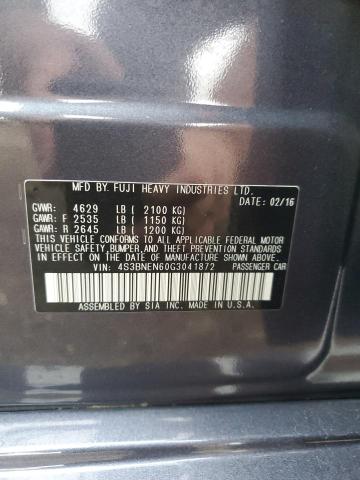 MFD BY. FUJI HEAVY INDUSTRIES LTD.
DATE: 02/16
GVWR: 4629 LB ( 2100 KG)
GAWR: F 2535 LB ( 1150 KG)
GAWR: R 2645 LB ( 1200 KG)
THIS VEHICLE CONFORMS TO ALL APPLICABLE FEDERAL MOTOR
VEHICLE SAFETY, BUMPER, AND THEFT PREVENTION STANDARDS
IN EFFECT ON THE DATE OF MANUFACTURE SHOWN ABOVE.
VIN: 4S3BNEN60G3041872 PASSENGER CAR
ASSEMBLED BY SIA INC. MADE IN U.S.A.